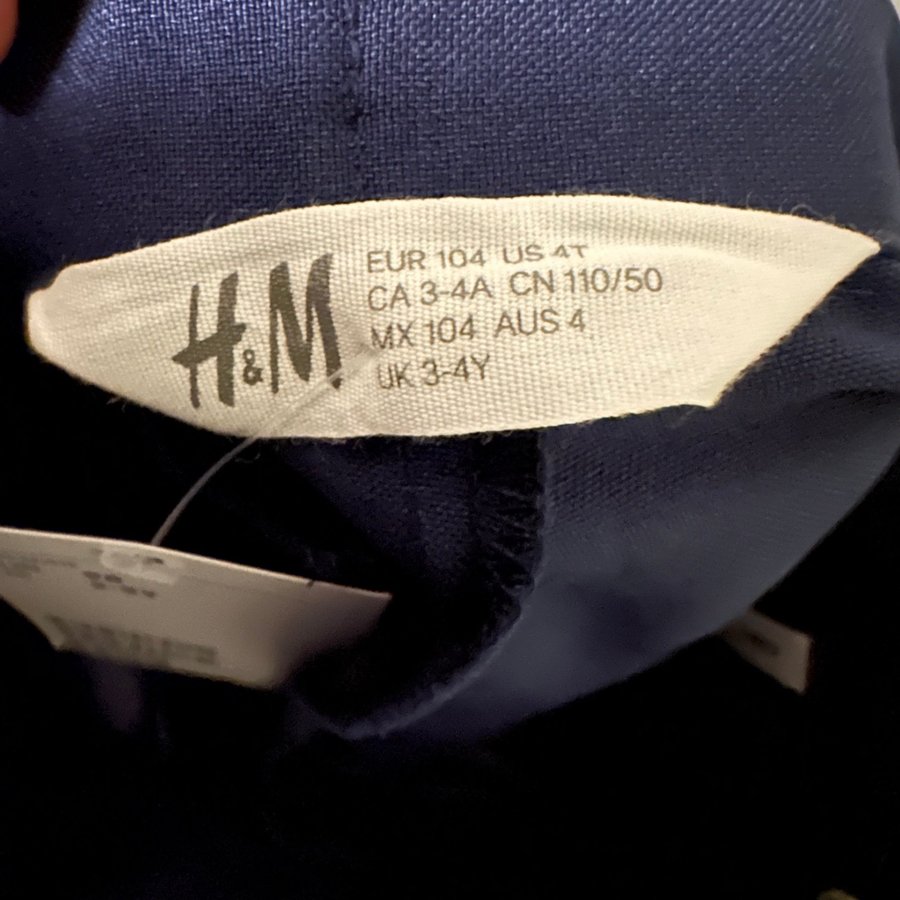 H&M
EUR 104 US 4T
CA 3-4A CN 110/50
MX 104 AUS 4
UK 3-4Y